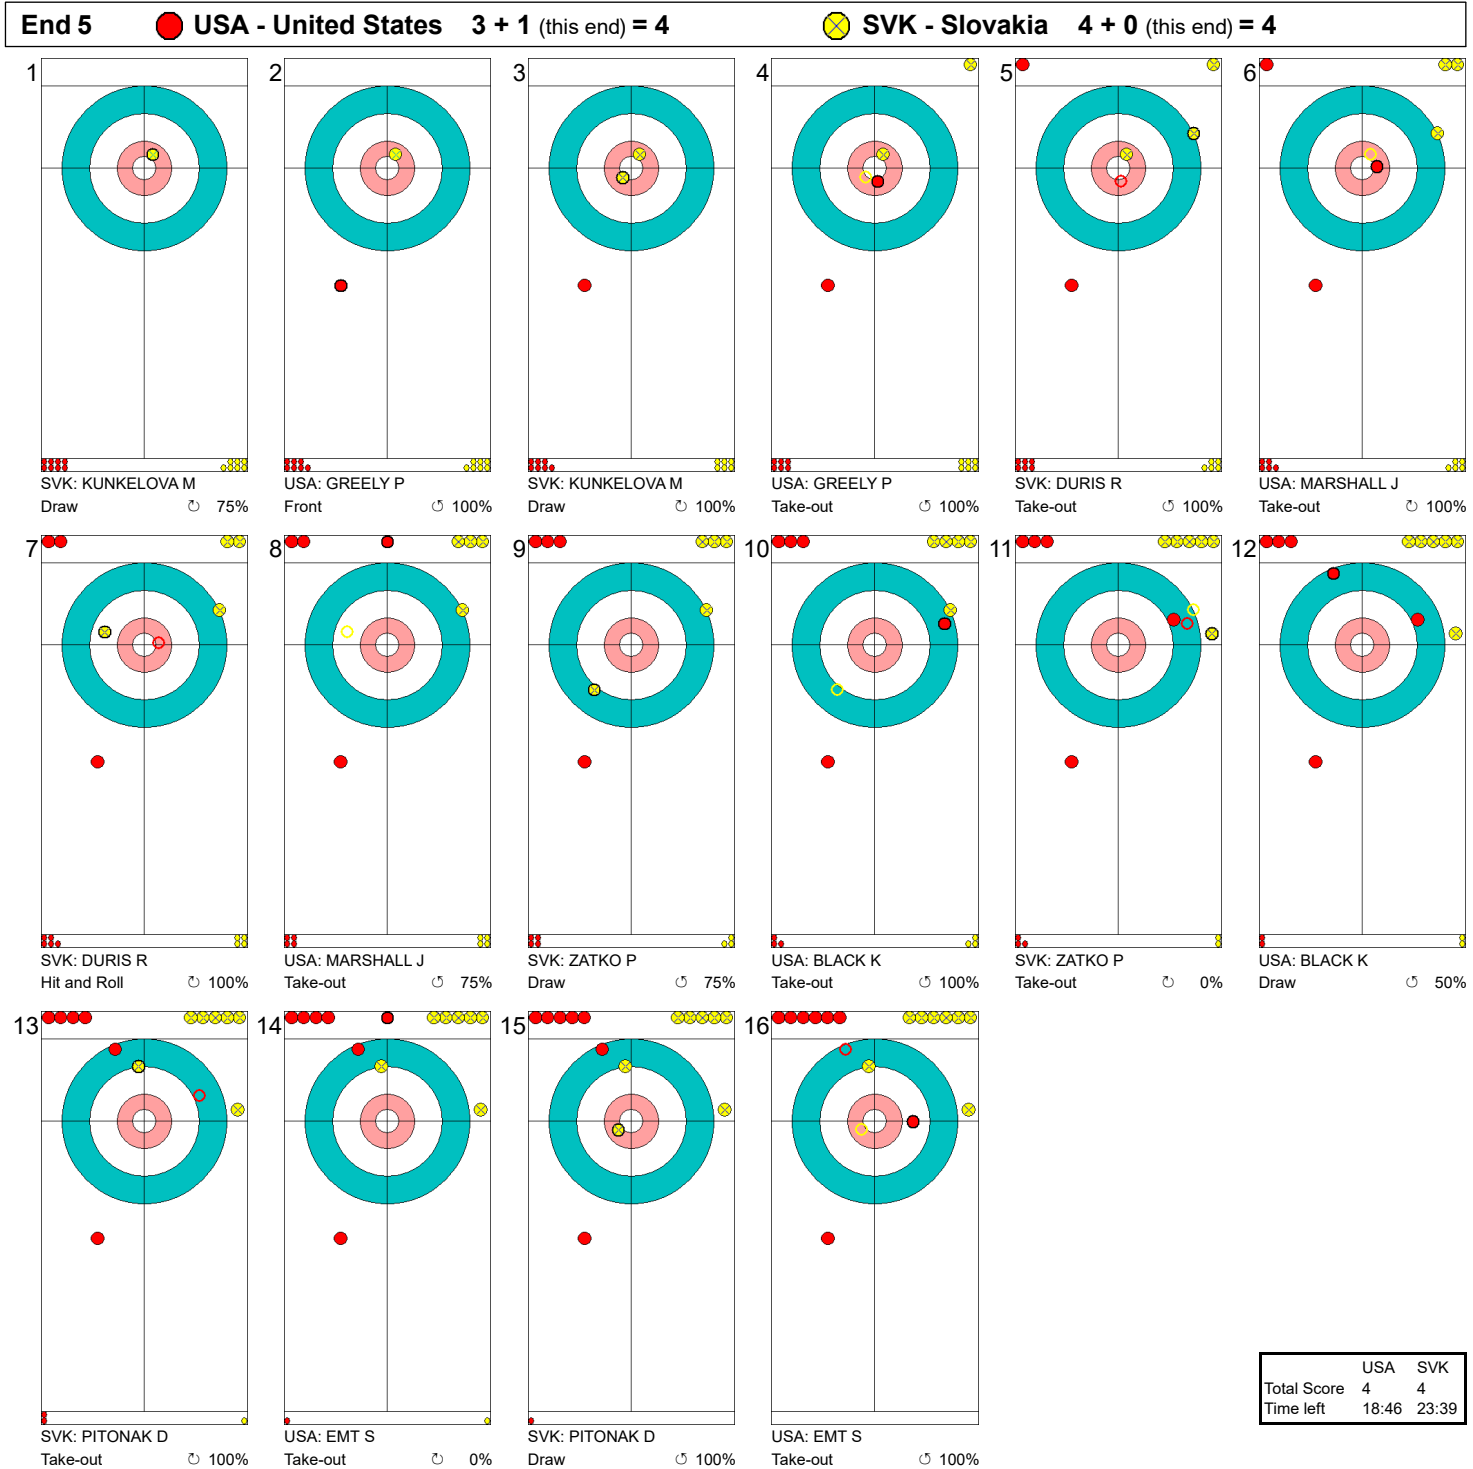 End 5 USA - United States 3 + 1 (this end) = 4 SVK - Slovakia 4 + 0 (this end) = 4
1 2 3 4 5 6
SVK: KUNKELOVA M USA: GREELY P SVK: KUNKELOVA M USA: GREELY P SVK: DURIS R USA: MARSHALL J
Draw ↻ 75% Front ↺ 100% Draw ↺ 100% Take-out ↺ 100% Take-out ↻ 100% Take-out ↻ 100%
7 8 9 10 11 12
SVK: DURIS R USA: MARSHALL J SVK: ZATKO P USA: BLACK K SVK: ZATKO P USA: BLACK K
Hit and Roll ↻ 100% Take-out ↺ 75% Draw ↺ 75% Take-out ↺ 100% Take-out ↻ 0% Draw ↺ 50%
13 14 15 16
USA SVK
Total Score 4 4
Time left 18:46 23:39
SVK: PITONAK D USA: EMT S SVK: PITONAK D USA: EMT S
Take-out ↻ 100% Take-out ↻ 0% Draw ↺ 100% Take-out ↺ 100%